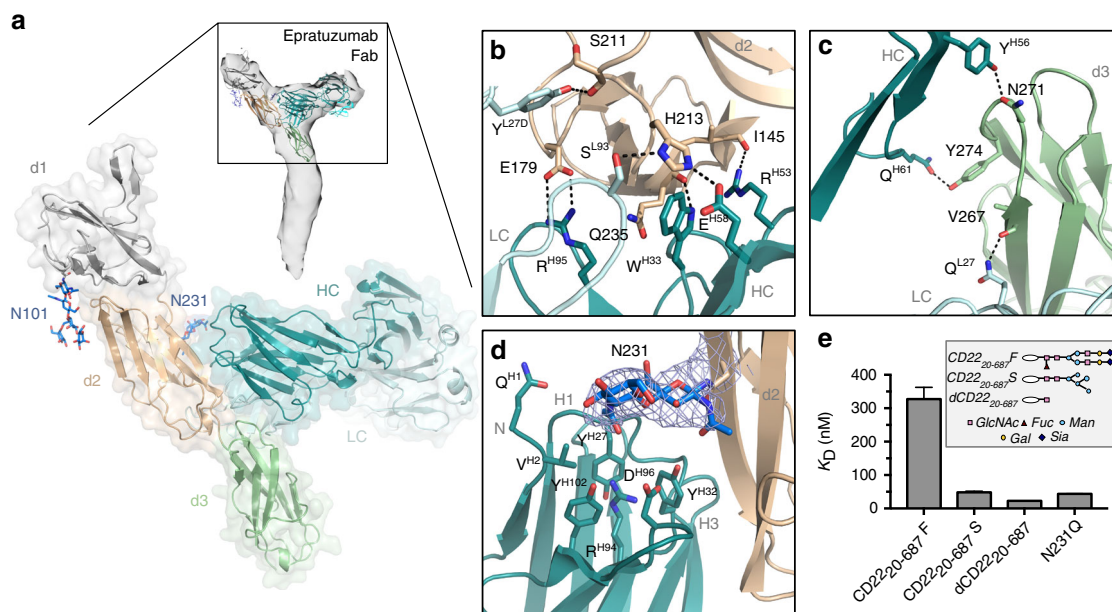 a
Epratuzumab
Fab
d1
N101
N231
HC
d2
LC
d3
b
S211
d2
Y^L27D
H213
I145
S^L93
E179
R^H53
E^H58
LC
Q235
R^H95
W^H33
HC
c
Y^H56
HC
d3
N271
Y274
Q^H61
V267
Q^L27
LC
d
N231
Q^H1
d2
H1
N
Y^H27
V^H2
D^H96
Y^H102
Y^H32
H3
R^H94
e
CD22_20-687F
CD22_20-687S
dCD22_20-687
GlcNAc Fuc Man
Gal Sia
K_D (nM)
400
300
200
100
0
CD22_20-687 F
CD22_20-687 S
dCD22_20-687
N231Q